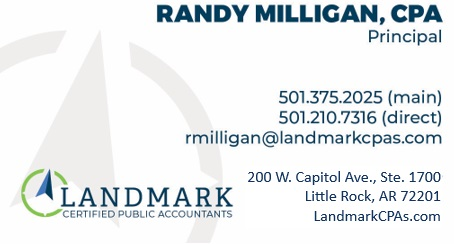 RANDY MILLIGAN, CPA
Principal
501.375.2025 (main)
501.210.7316 (direct)
rmilligan@landmarkcpas.com
200 W. Capitol Ave., Ste. 1700
Little Rock, AR 72201
LandmarkCPAs.com
LANDMARK
CERTIFIED PUBLIC ACCOUNTANTS